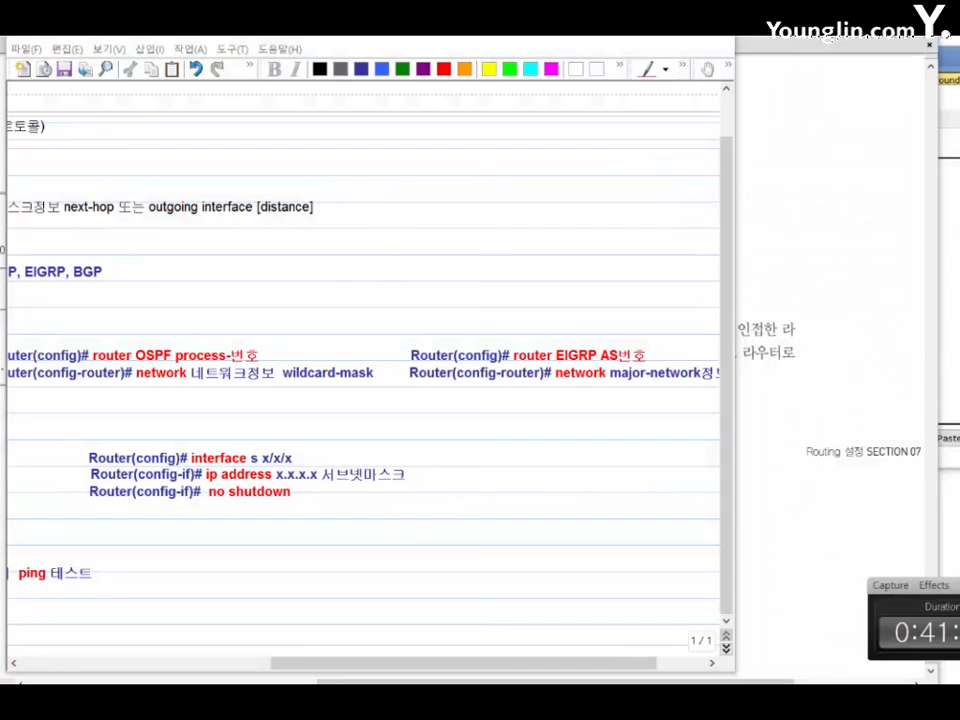 Younglin.com Y.
파일(F) 편집(E) 보기(V) 삽입(I) 작업(A) 도구(T) 도움말(H)
토콜)
스크정보 next-hop 또는 outgoing interface [distance]
P, EIGRP, BGP
인접한 라
라우터로
uter(config)# router OSPF process-번호
Router(config)# router EIGRP AS번호
uter(config-router)# network 네트워크정보 wildcard-mask
Router(config-router)# network major-network정
Routing 설정 SECTION 07
Router(config)# interface s x/x/x
Router(config-if)# ip address x.x.x.x 서브넷마스크
Router(config-if)# no shutdown
ping 테스트
1 / 1
Capture Effects
Duratio
0:41:
ound
Paste